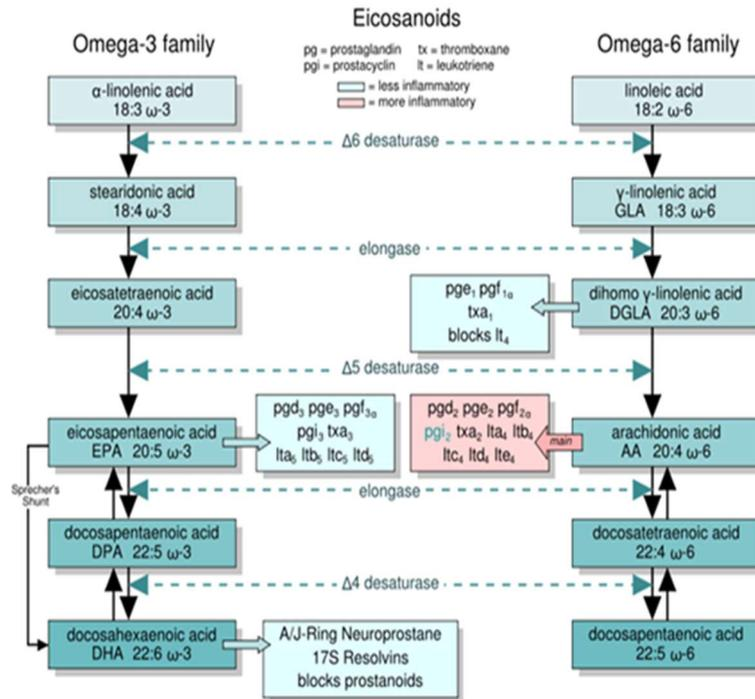 Eicosanoids
Omega-3 family
Omega-6 family
pg = prostaglandin tx = thromboxane
pgi = prostacyclin lt = leukotriene
= less inflammatory
= more inflammatory
α-linolenic acid
18:3 ω-3
linoleic acid
18:2 ω-6
Δ6 desaturase
stearidonic acid
18:4 ω-3
γ-linolenic acid
GLA 18:3 ω-6
elongase
eicosatetraenoic acid
20:4 ω-3
pge₁ pgf₁α
txa₁
blocks lt₄
dihomo γ-linolenic acid
DGLA 20:3 ω-6
Δ5 desaturase
eicosapentaenoic acid
EPA 20:5 ω-3
pgd₃ pge₃ pgf₃α
pgi₃ txa₃
lta₅ ltb₅ ltc₅ ltd₅
pgd₂ pge₂ pgf₂α
pgi₂ txa₂ lta₄ ltb₄
ltc₄ ltd₄ lte₄
main
arachidonic acid
AA 20:4 ω-6
Sprecher's
Shunt
elongase
docosapentaenoic acid
DPA 22:5 ω-3
docosatetraenoic acid
22:4 ω-6
Δ4 desaturase
docosahexaenoic acid
DHA 22:6 ω-3
A/J-Ring Neuroprostane
17S Resolvins
blocks prostanoids
docosapentaenoic acid
22:5 ω-6